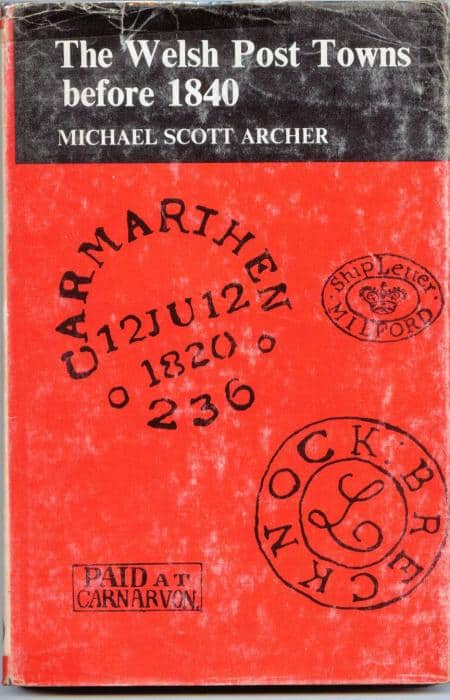 The Welsh Post Towns
before 1840
MICHAEL SCOTT ARCHER
CARMARTHEN
12JU12
1820
236
Ship Letter
MILFORD
BRECKNOCK
L
PAID AT
CARNARVON.